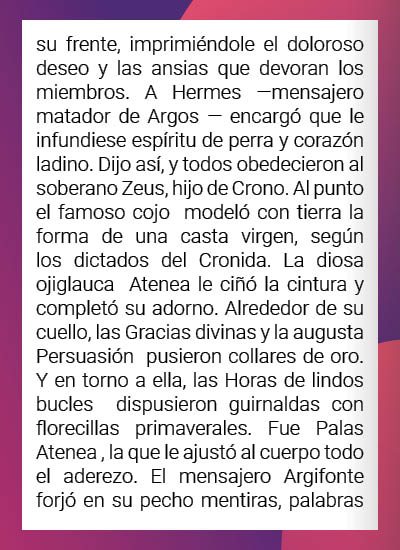 su frente, imprimiéndole el doloroso
deseo y las ansias que devoran los
miembros. A Hermes —mensajero
matador de Argos — encargó que le
infundiese espíritu de perra y corazón
ladino. Dijo así, y todos obedecieron al
soberano Zeus, hijo de Crono. Al punto
el famoso cojo modeló con tierra la
forma de una casta virgen, según
los dictados del Cronida. La diosa
ojiglauca Atenea le ciñó la cintura y
completó su adorno. Alrededor de su
cuello, las Gracias divinas y la augusta
Persuasión pusieron collares de oro.
Y en torno a ella, las Horas de lindos
bucles dispusieron guirnaldas con
florecillas primaverales. Fue Palas
Atenea , la que le ajustó al cuerpo todo
el aderezo. El mensajero Argifonte
forjó en su pecho mentiras, palabras